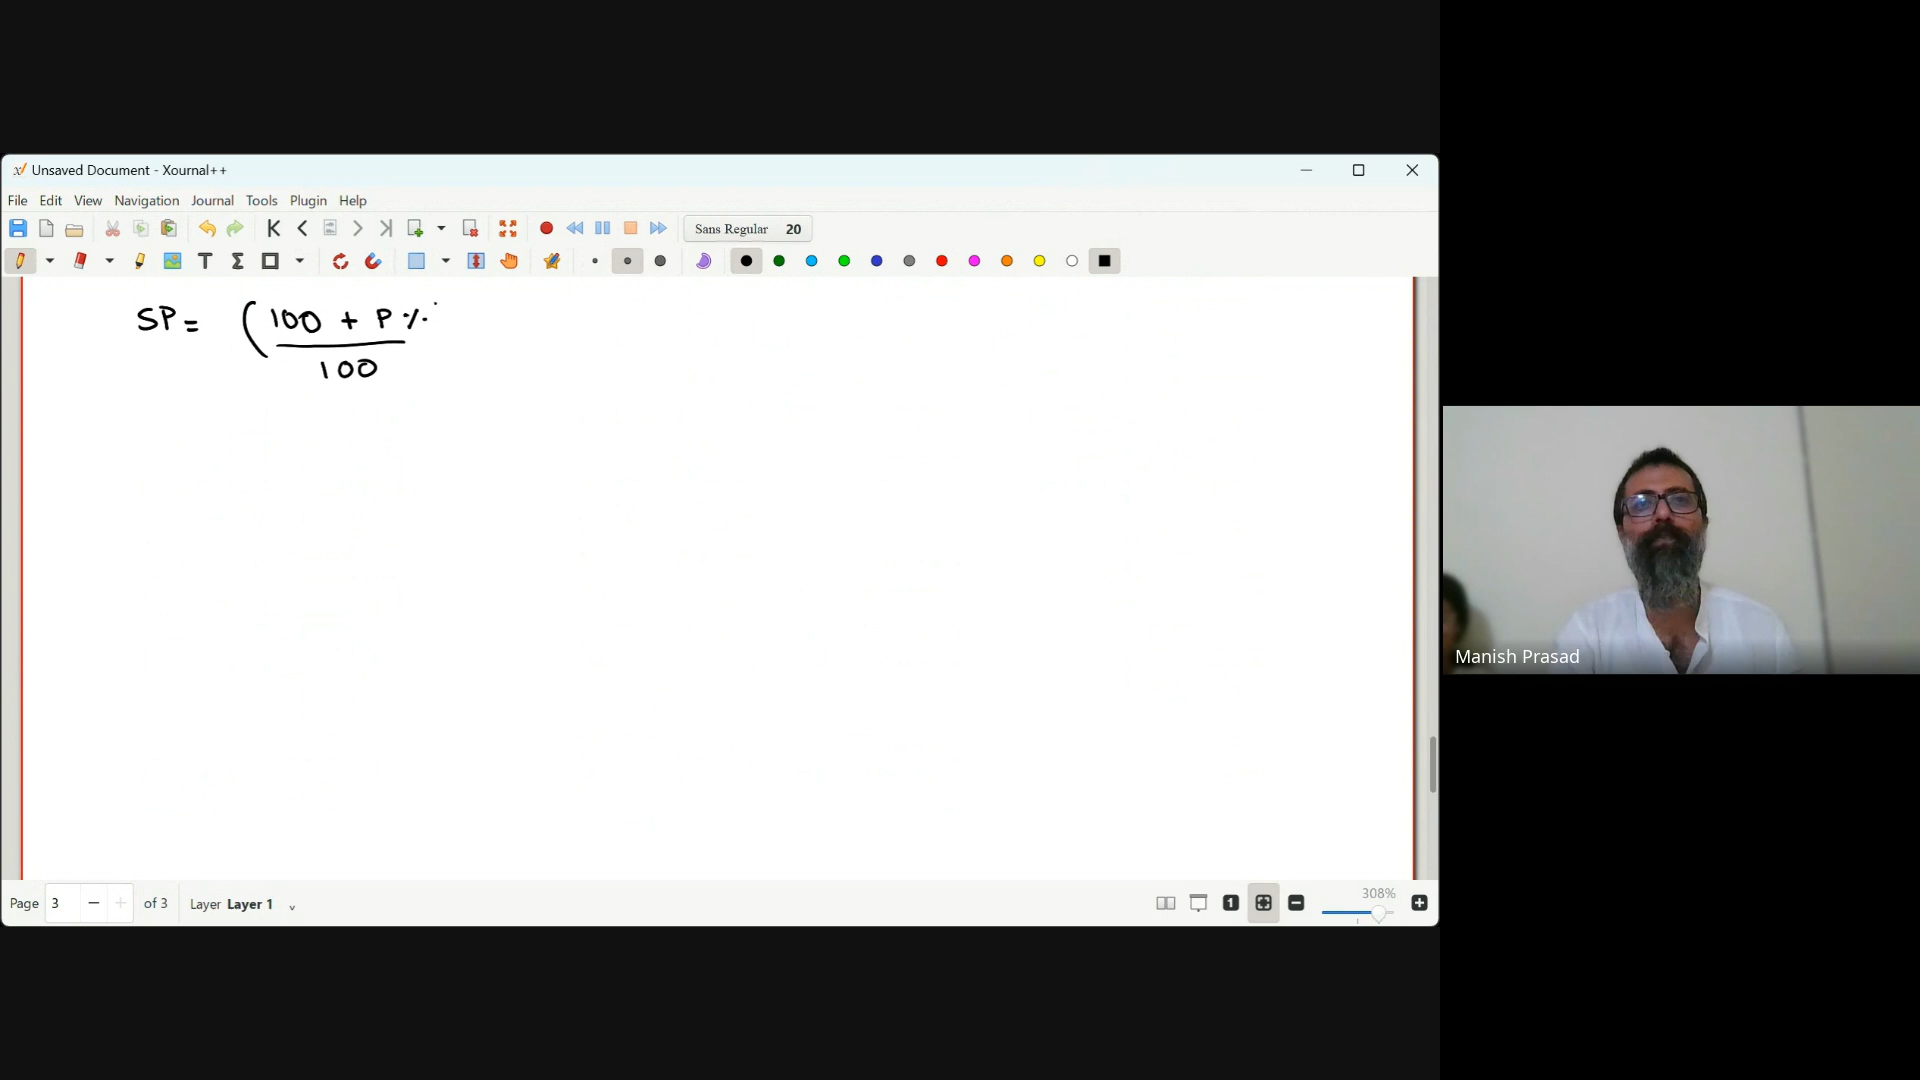 Unsaved Document - Xournal++
File Edit View Navigation Journal Tools Plugin Help
Sans Regular 20
SP = (100 + P%
100
Manish Prasad
Page 3 of 3 Layer Layer 1
308%